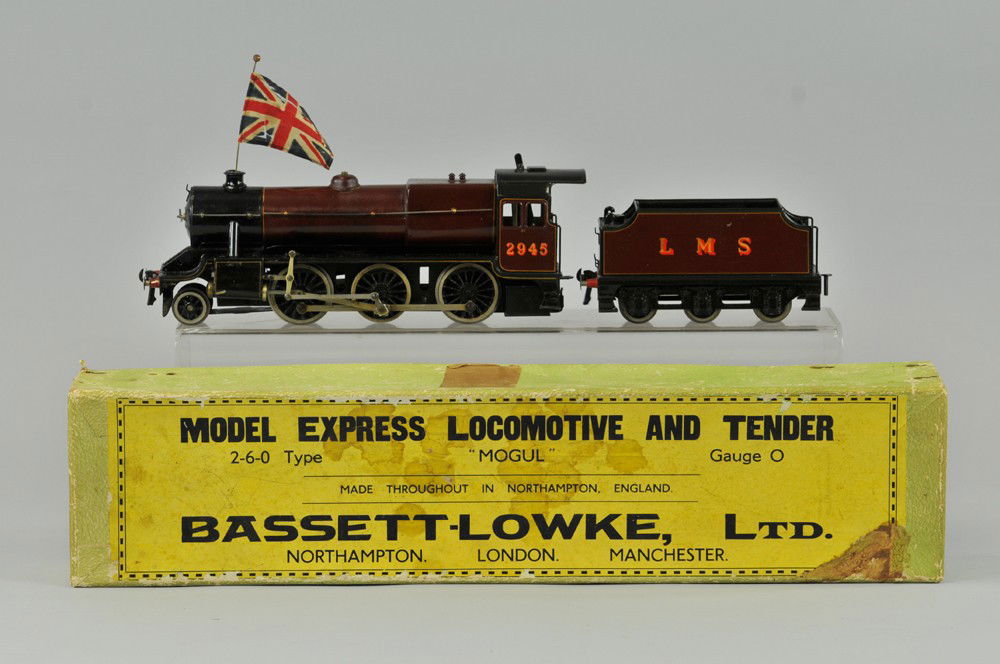 2945
L M S
MODEL EXPRESS LOCOMOTIVE AND TENDER
2-6-0 Type "MOGUL" Gauge O
MADE THROUGHOUT IN NORTHAMPTON, ENGLAND.
BASSETT-LOWKE, LTD.
NORTHAMPTON. LONDON. MANCHESTER.